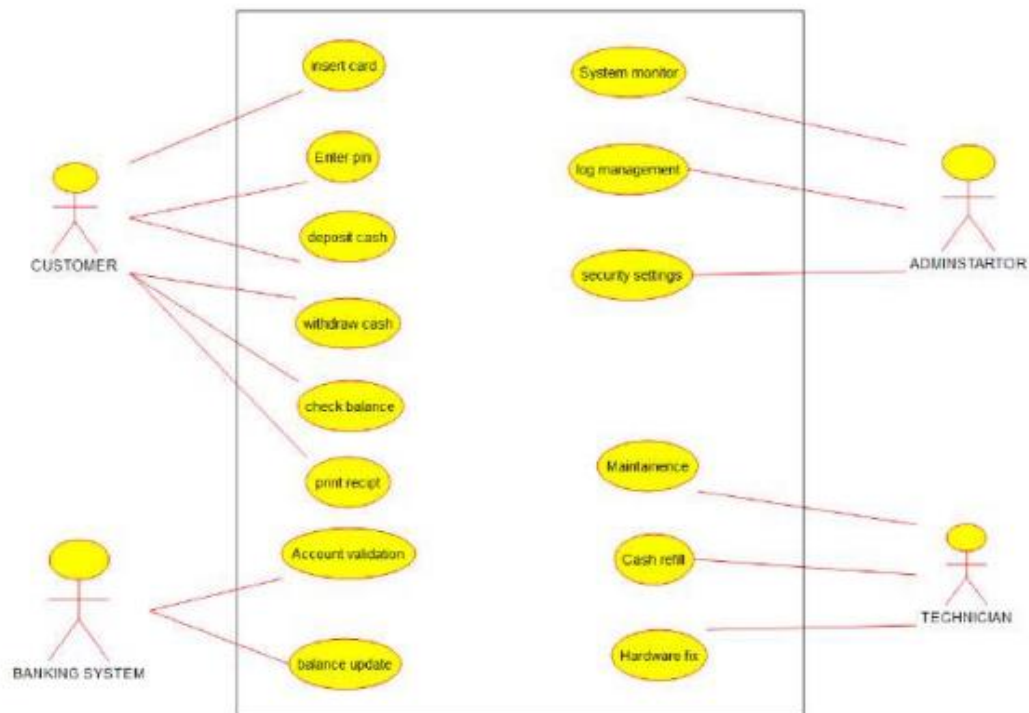 insert card
System monitor
Enter pin
log management
CUSTOMER
deposit cash
ADMINSTARTOR
security settings
withdraw cash
check balance
Maintainence
print recipt
Account validation
Cash refill
TECHNICIAN
BANKING SYSTEM
balance update
Hardware fix